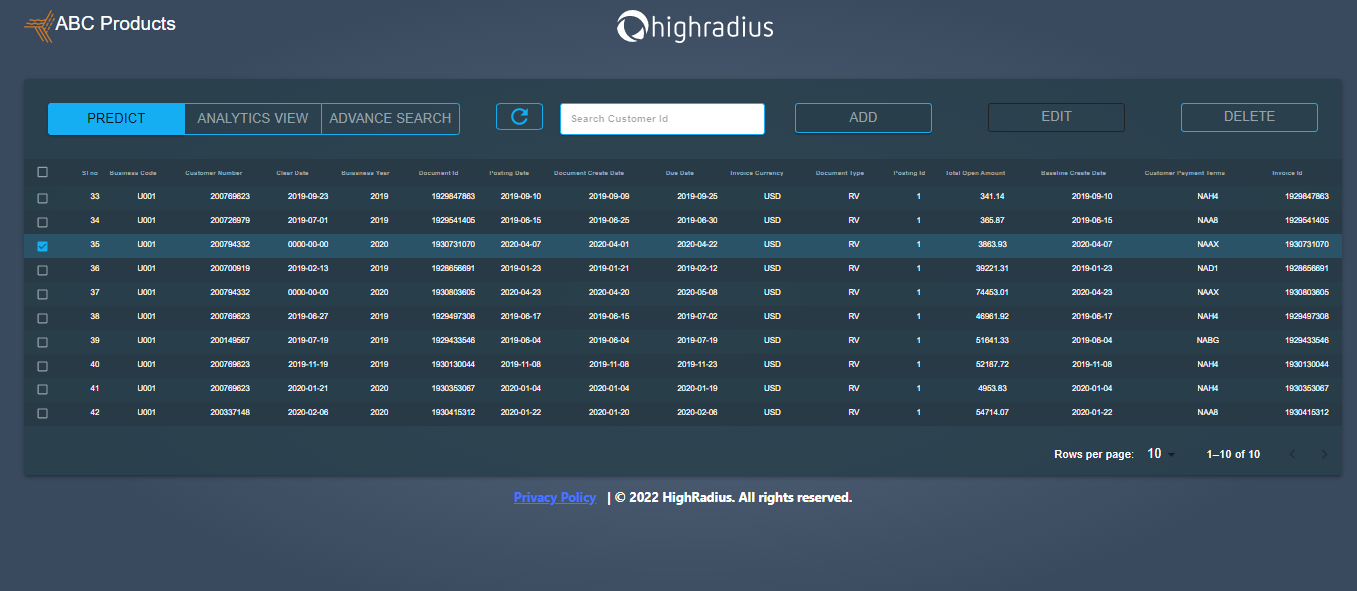 ABC Products
highradius
PREDICT ANALYTICS VIEW ADVANCE SEARCH Search Customer Id ADD EDIT DELETE
Sl no Business Code Customer Number Clear Date Buisness Year Document Id Posting Date Document Create Date Due Date Invoice Currency Document Type Posting Id Total Open Amount Baseline Create Date Customer Payment Terms Invoice Id
33 U001 200769623 2019-09-23 2019 1929847863 2019-09-10 2019-09-09 2019-09-25 USD RV 1 341.14 2019-09-10 NAH4 1929847863
34 U001 200726979 2019-07-01 2019 1929541405 2019-06-15 2019-06-25 2019-06-30 USD RV 1 365.87 2019-06-15 NAA8 1929541405
35 U001 200794332 0000-00-00 2020 1930731070 2020-04-07 2020-04-01 2020-04-22 USD RV 1 3863.93 2020-04-07 NAAX 1930731070
36 U001 200700919 2019-02-13 2019 1928656691 2019-01-23 2019-01-21 2019-02-12 USD RV 1 39221.31 2019-01-23 NAD1 1928656691
37 U001 200794332 0000-00-00 2020 1930803605 2020-04-23 2020-04-20 2020-05-08 USD RV 1 74453.01 2020-04-23 NAAX 1930803605
38 U001 200769623 2019-06-27 2019 1929497308 2019-06-17 2019-06-15 2019-07-02 USD RV 1 46961.92 2019-06-17 NAH4 1929497308
39 U001 200149567 2019-07-19 2019 1929433546 2019-06-04 2019-06-04 2019-07-19 USD RV 1 51641.33 2019-06-04 NABG 1929433546
40 U001 200769623 2019-11-19 2019 1930130044 2019-11-08 2019-11-08 2019-11-23 USD RV 1 52187.72 2019-11-08 NAH4 1930130044
41 U001 200769623 2020-01-21 2020 1930353067 2020-01-04 2020-01-04 2020-01-19 USD RV 1 4953.83 2020-01-04 NAH4 1930353067
42 U001 200337148 2020-02-06 2020 1930415312 2020-01-22 2020-01-20 2020-02-06 USD RV 1 54714.07 2020-01-22 NAA8 1930415312
Rows per page: 10 1–10 of 10
Privacy Policy | © 2022 HighRadius. All rights reserved.